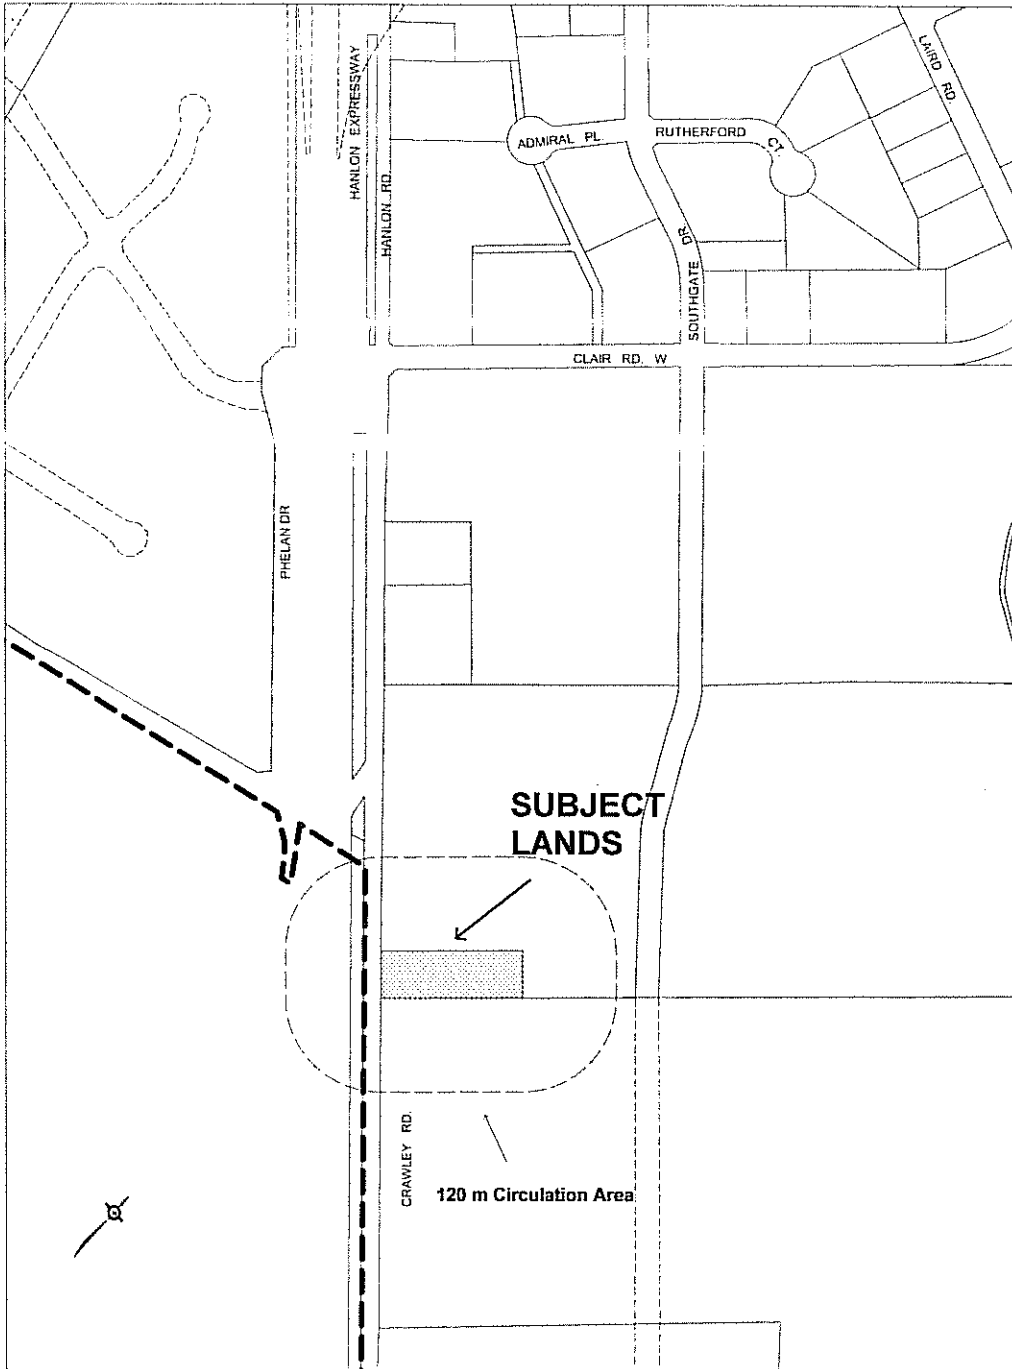 LAIRD RD.
HANLON EXPRESSWAY
HANLON RD.
ADMIRAL PL.
RUTHERFORD CT.
SOUTHGATE DR.
CLAIR RD. W
PHELAN DR
SUBJECT
LANDS
CRAWLEY RD.
120 m Circulation Area